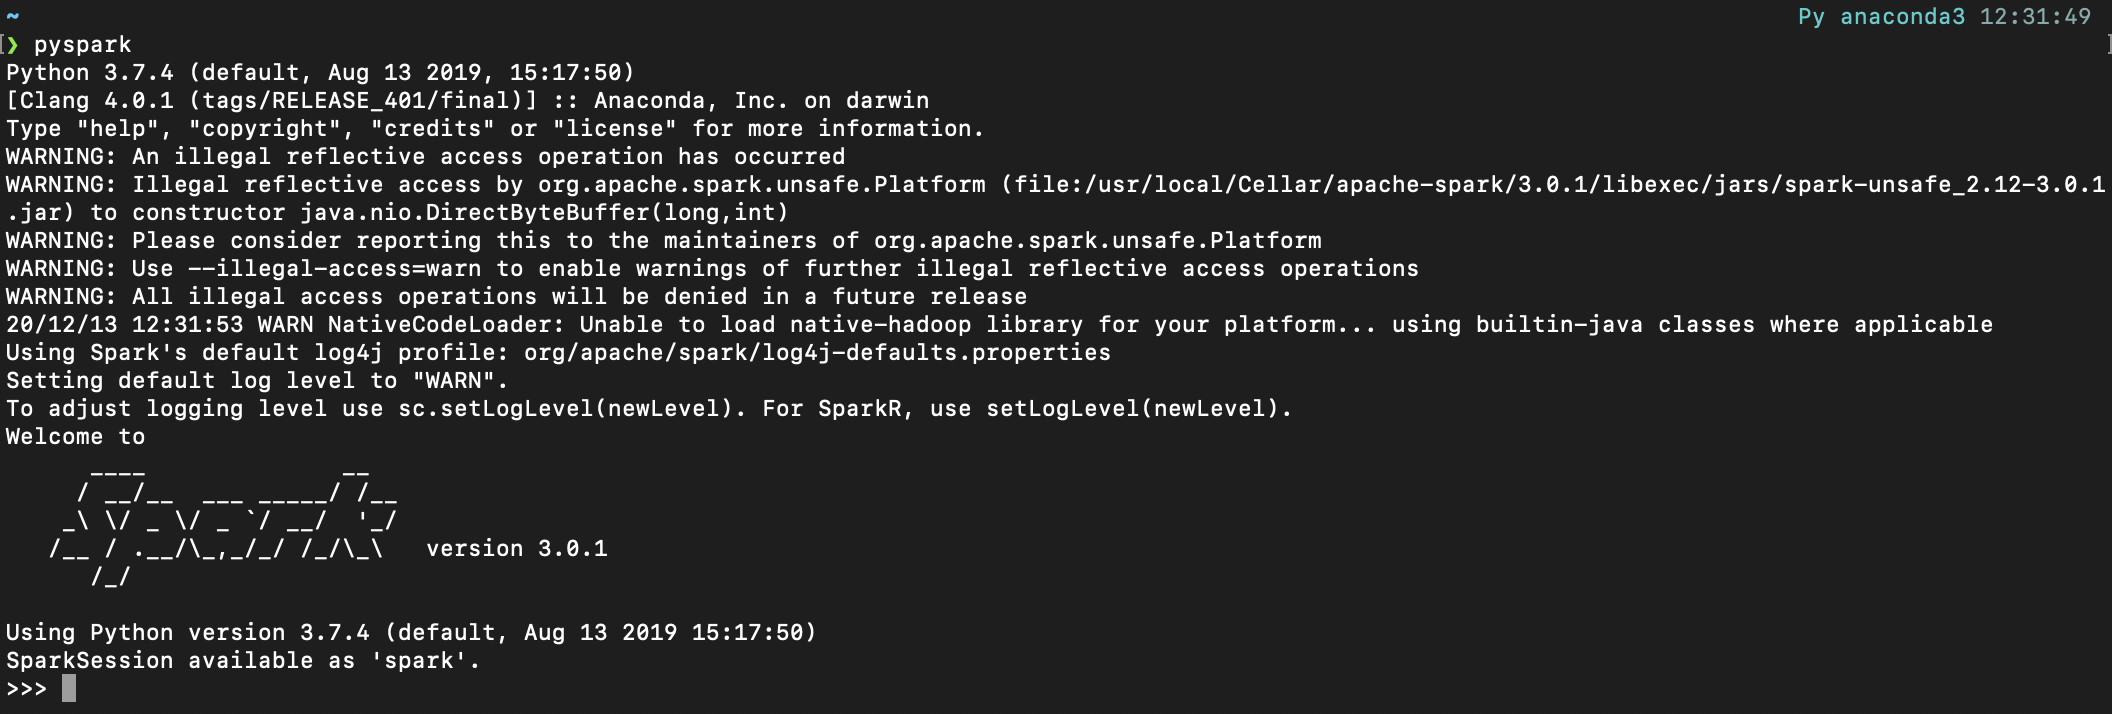 ~ Py anaconda3 12:31:49
❯ pyspark
Python 3.7.4 (default, Aug 13 2019, 15:17:50)
[Clang 4.0.1 (tags/RELEASE_401/final)] :: Anaconda, Inc. on darwin
Type "help", "copyright", "credits" or "license" for more information.
WARNING: An illegal reflective access operation has occurred
WARNING: Illegal reflective access by org.apache.spark.unsafe.Platform (file:/usr/local/Cellar/apache-spark/3.0.1/libexec/jars/spark-unsafe_2.12-3.0.1
.jar) to constructor java.nio.DirectByteBuffer(long,int)
WARNING: Please consider reporting this to the maintainers of org.apache.spark.unsafe.Platform
WARNING: Use --illegal-access=warn to enable warnings of further illegal reflective access operations
WARNING: All illegal access operations will be denied in a future release
20/12/13 12:31:53 WARN NativeCodeLoader: Unable to load native-hadoop library for your platform... using builtin-java classes where applicable
Using Spark's default log4j profile: org/apache/spark/log4j-defaults.properties
Setting default log level to "WARN".
To adjust logging level use sc.setLogLevel(newLevel). For SparkR, use setLogLevel(newLevel).
Welcome to
      ____              __
     / __/__  ___ _____/ /__
    _\ \/ _ \/ _ `/ __/  '_/
   /__ / .__/\_,_/_/ /_/\_\   version 3.0.1
      /_/
Using Python version 3.7.4 (default, Aug 13 2019 15:17:50)
SparkSession available as 'spark'.
>>>